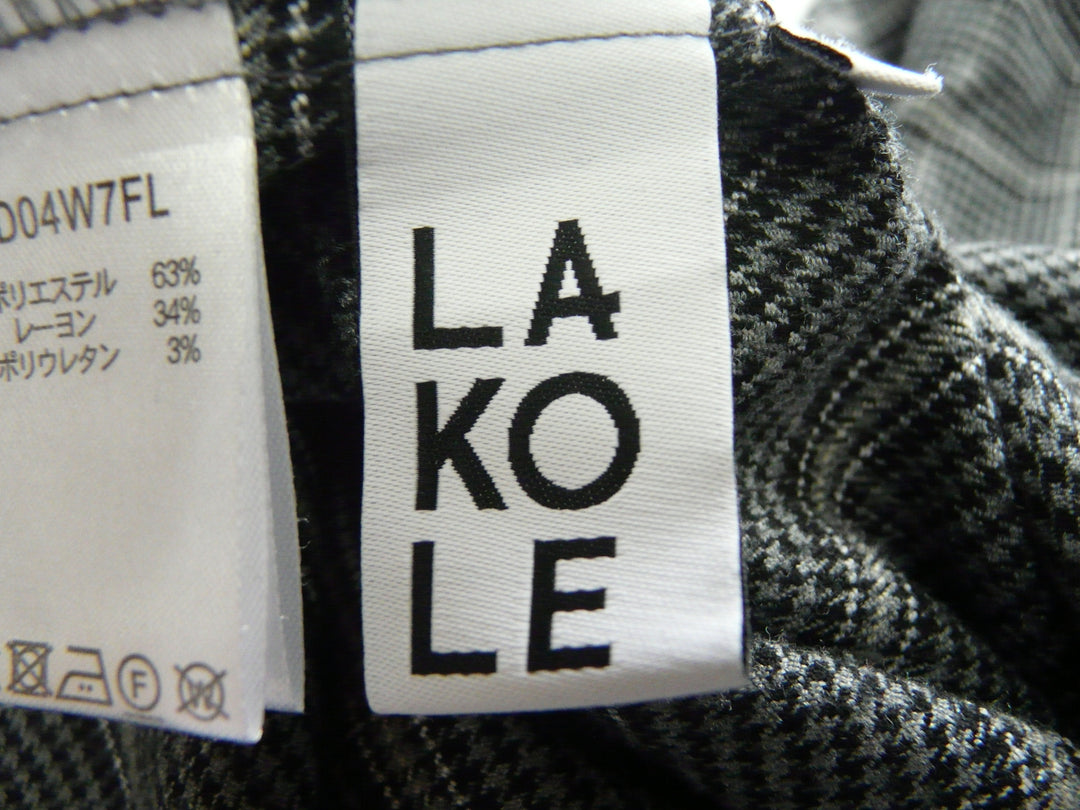 D04W7FL
ポリエステル 63%
レーヨン 34%
ポリウレタン 3%
F
W
LA
KO
LE